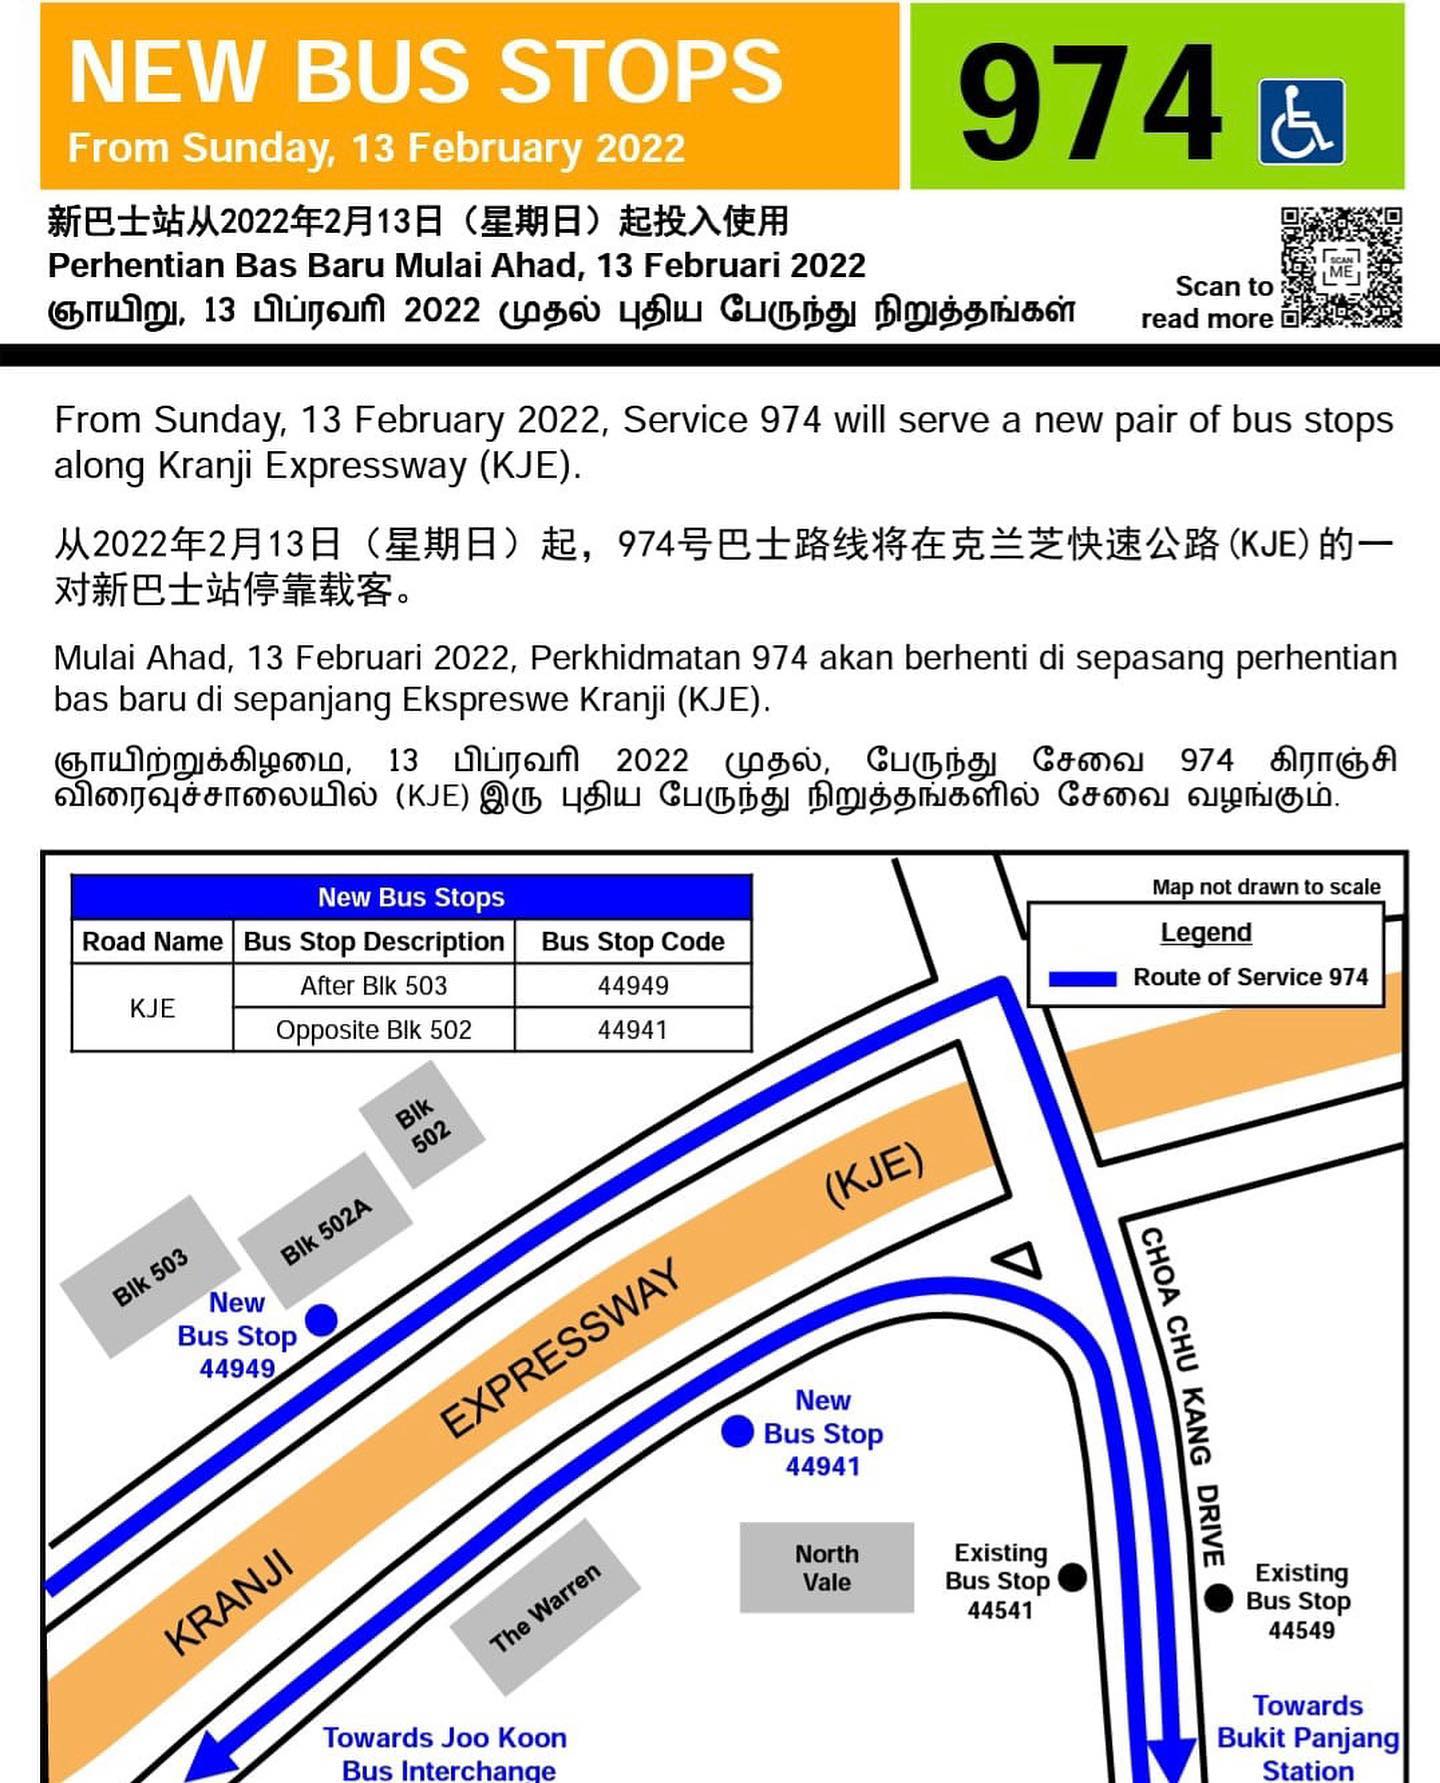 NEW BUS STOPS
From Sunday, 13 February 2022
974
新巴士站从2022年2月13日（星期日）起投入使用
Perhentian Bas Baru Mulai Ahad, 13 Februari 2022
ஞாயிறு, 13 பிப்ரவரி 2022 முதல் புதிய பேருந்து நிறுத்தங்கள்
Scan to
read more
SCAN
ME
From Sunday, 13 February 2022, Service 974 will serve a new pair of bus stops
along Kranji Expressway (KJE).
从2022年2月13日（星期日）起，974号巴士路线将在克兰芝快速公路(KJE)的一
对新巴士站停靠载客。
Mulai Ahad, 13 Februari 2022, Perkhidmatan 974 akan berhenti di sepasang perhentian
bas baru di sepanjang Ekspreswe Kranji (KJE).
ஞாயிற்றுக்கிழமை, 13 பிப்ரவரி 2022 முதல், பேருந்து சேவை 974 கிராஞ்சி
விரைவுச்சாலையில் (KJE) இரு புதிய பேருந்து நிறுத்தங்களில் சேவை வழங்கும்.
New Bus Stops
Road Name Bus Stop Description Bus Stop Code
KJE
After Blk 503 44949
Opposite Blk 502 44941
Map not drawn to scale
Legend
Route of Service 974
Blk
502
Blk 502A
Blk 503
New
Bus Stop
44949
KRANJI EXPRESSWAY (KJE)
CHOA CHU KANG DRIVE
New
Bus Stop
44941
The Warren
North
Vale
Existing
Bus Stop
44541
Existing
Bus Stop
44549
Towards Joo Koon
Bus Interchange
Towards
Bukit Panjang
Station